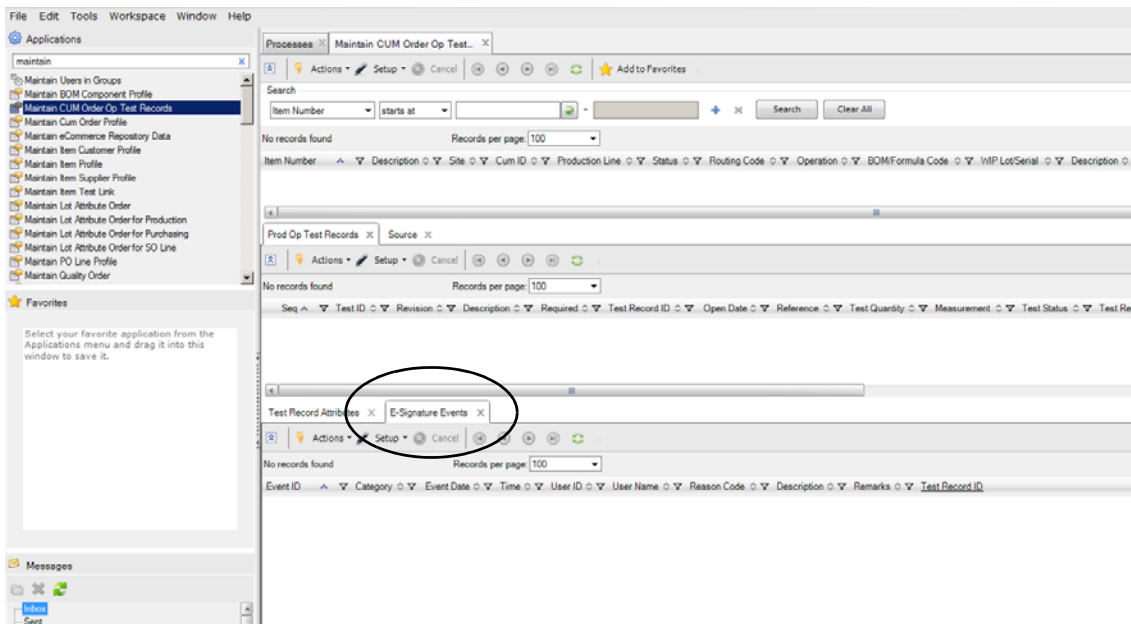 File Edit Tools Workspace Window Help
Applications
maintain
Maintain Users in Groups
Maintain BOM Component Profile
Maintain CUM Order Op Test Records
Maintain Cum Order Profile
Maintain eCommerce Repostory Data
Maintain Item Customer Profile
Maintain Item Profile
Maintain Item Supplier Profile
Maintain Item Test Link
Maintain Lot Attribute Order
Maintain Lot Attribute Order for Production
Maintain Lot Attribute Order for Purchasing
Maintain Lot Attribute Order for SO Line
Maintain PO Line Profile
Maintain Quality Order
Favorites
Select your favorite application from the
Applications menu and drag it into this
window to save it.
Messages
Inbox
Sent
Processes Maintain CUM Order Op Test...
Actions Setup Cancel Add to Favorites
Search
Item Number starts at - Search Clear All
No records found Records per page: 100
Item Number Description Site Cum ID Production Line Status Routing Code Operation BOM/Formula Code WIP Lot/Serial Description
Prod Op Test Records Source
Actions Setup Cancel
No records found Records per page: 100
Seq Test ID Revision Description Required Test Record ID Open Date Reference Test Quantity Measurement Test Status Test Re
Test Record Attributes E-Signature Events
Actions Setup Cancel
No records found Records per page: 100
Event ID Category Event Date Time User ID User Name Reason Code Description Remarks Test Record ID